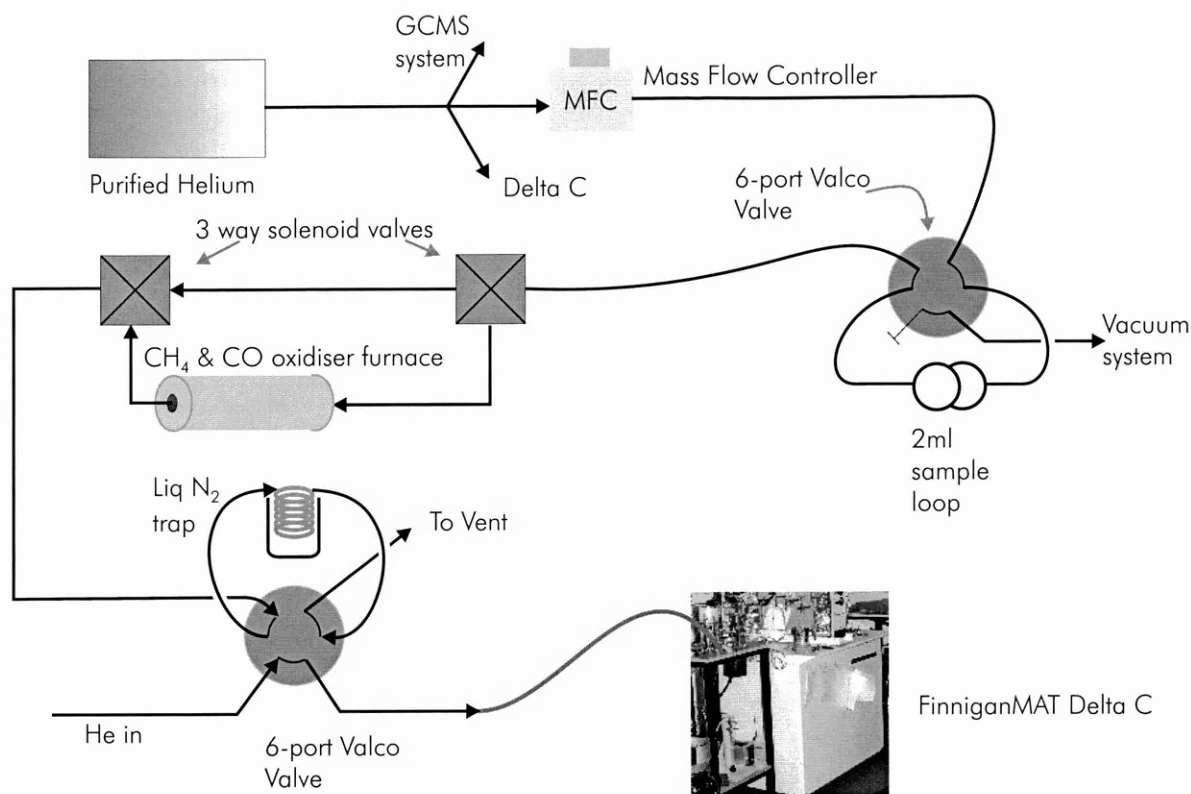 GCMS
system
MFC
Mass Flow Controller
Purified Helium
Delta C
6-port Valco
Valve
3 way solenoid valves
CH₄ & CO oxidiser furnace
Vacuum
system
2ml
sample
loop
Liq N₂
trap
To Vent
He in
6-port Valco
Valve
FinniganMAT Delta C